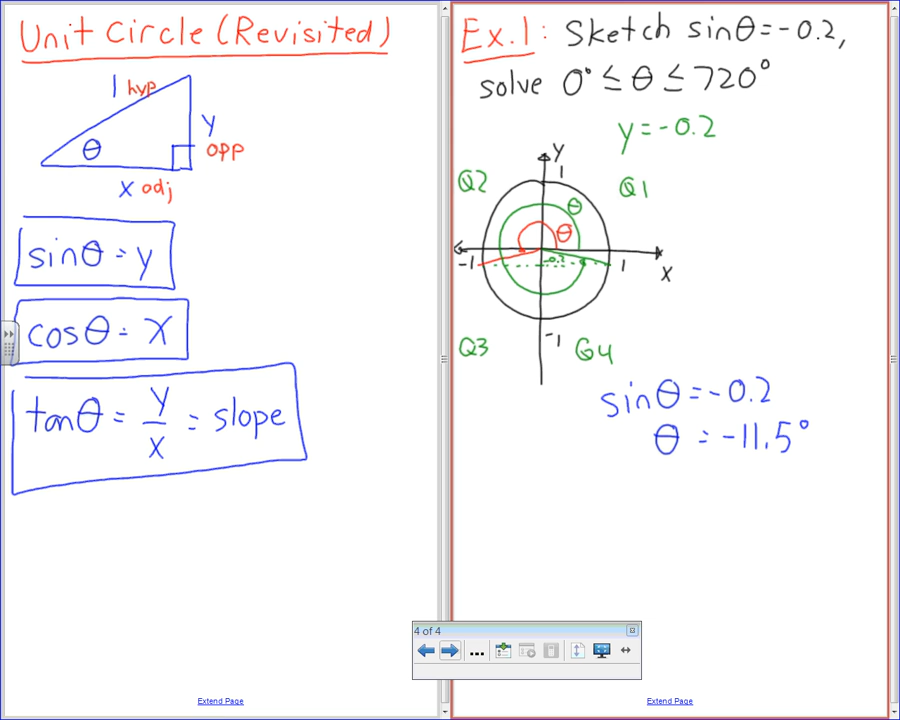 Unit Circle (Revisited)
1 hyp
θ
y
opp
x adj
sinθ = y
cosθ = x
tanθ = y/x = slope
Ex.1: Sketch sinθ = -0.2,
solve 0° ≤ θ ≤ 720°
y = -0.2
Y
1
Q2
Q1
θ
θ
-1
-0.2
1
X
-1
Q3
Q4
sinθ = -0.2
θ = -11.5°
4 of 4
...
Extend Page
Extend Page